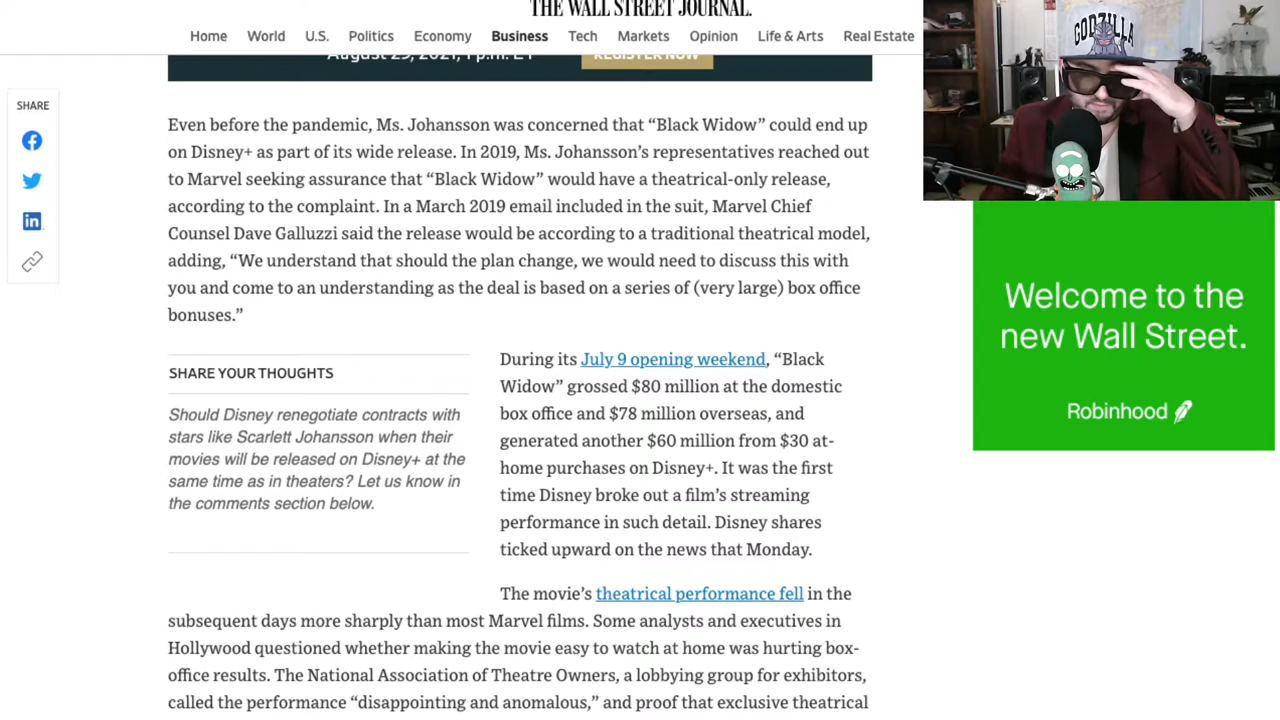 THE WALL STREET JOURNAL.
Home World U.S. Politics Economy Business Tech Markets Opinion Life & Arts Real Estate
August 25, 2021, 1 p.m. ET
REGISTER NOW
SHARE
Even before the pandemic, Ms. Johansson was concerned that “Black Widow” could end up
on Disney+ as part of its wide release. In 2019, Ms. Johansson’s representatives reached out
to Marvel seeking assurance that “Black Widow” would have a theatrical-only release,
according to the complaint. In a March 2019 email included in the suit, Marvel Chief
Counsel Dave Galluzzi said the release would be according to a traditional theatrical model,
adding, “We understand that should the plan change, we would need to discuss this with
you and come to an understanding as the deal is based on a series of (very large) box office
bonuses.”
SHARE YOUR THOUGHTS
Should Disney renegotiate contracts with
stars like Scarlett Johansson when their
movies will be released on Disney+ at the
same time as in theaters? Let us know in
the comments section below.
During its July 9 opening weekend, “Black
Widow” grossed $80 million at the domestic
box office and $78 million overseas, and
generated another $60 million from $30 at-
home purchases on Disney+. It was the first
time Disney broke out a film’s streaming
performance in such detail. Disney shares
ticked upward on the news that Monday.
The movie’s theatrical performance fell in the
subsequent days more sharply than most Marvel films. Some analysts and executives in
Hollywood questioned whether making the movie easy to watch at home was hurting box-
office results. The National Association of Theatre Owners, a lobbying group for exhibitors,
called the performance “disappointing and anomalous,” and proof that exclusive theatrical
GODZILLA
Welcome to the
new Wall Street.
Robinhood